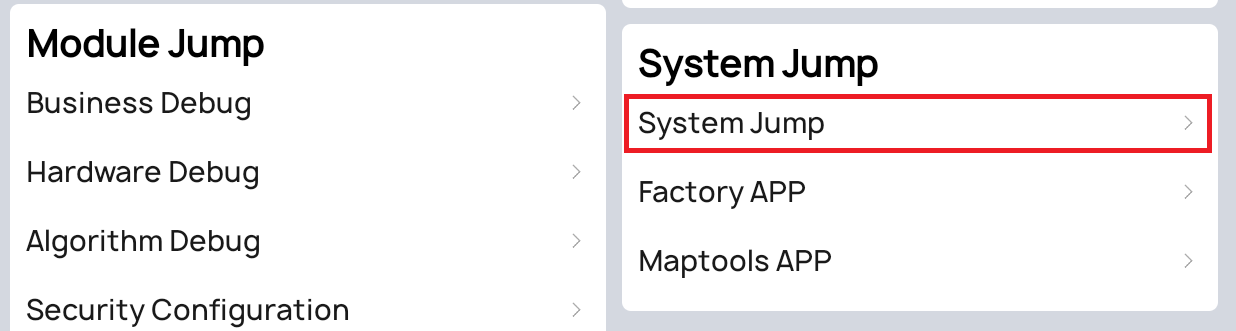 Module Jump
Business Debug
Hardware Debug
Algorithm Debug
Security Configuration
System Jump
System Jump
Factory APP
Maptools APP